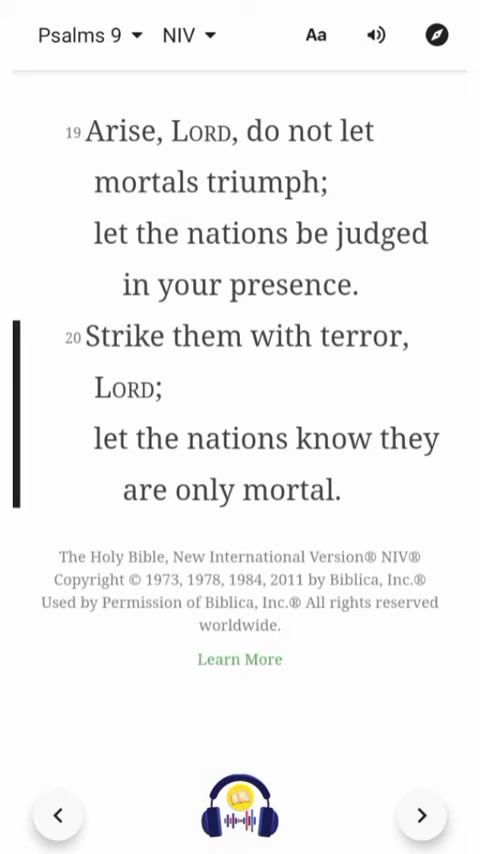 Psalms 9 NIV Aa
19 Arise, LORD, do not let
mortals triumph;
let the nations be judged
in your presence.
20 Strike them with terror,
LORD;
let the nations know they
are only mortal.
The Holy Bible, New International Version® NIV®
Copyright © 1973, 1978, 1984, 2011 by Biblica, Inc.®
Used by Permission of Biblica, Inc.® All rights reserved
worldwide.
Learn More